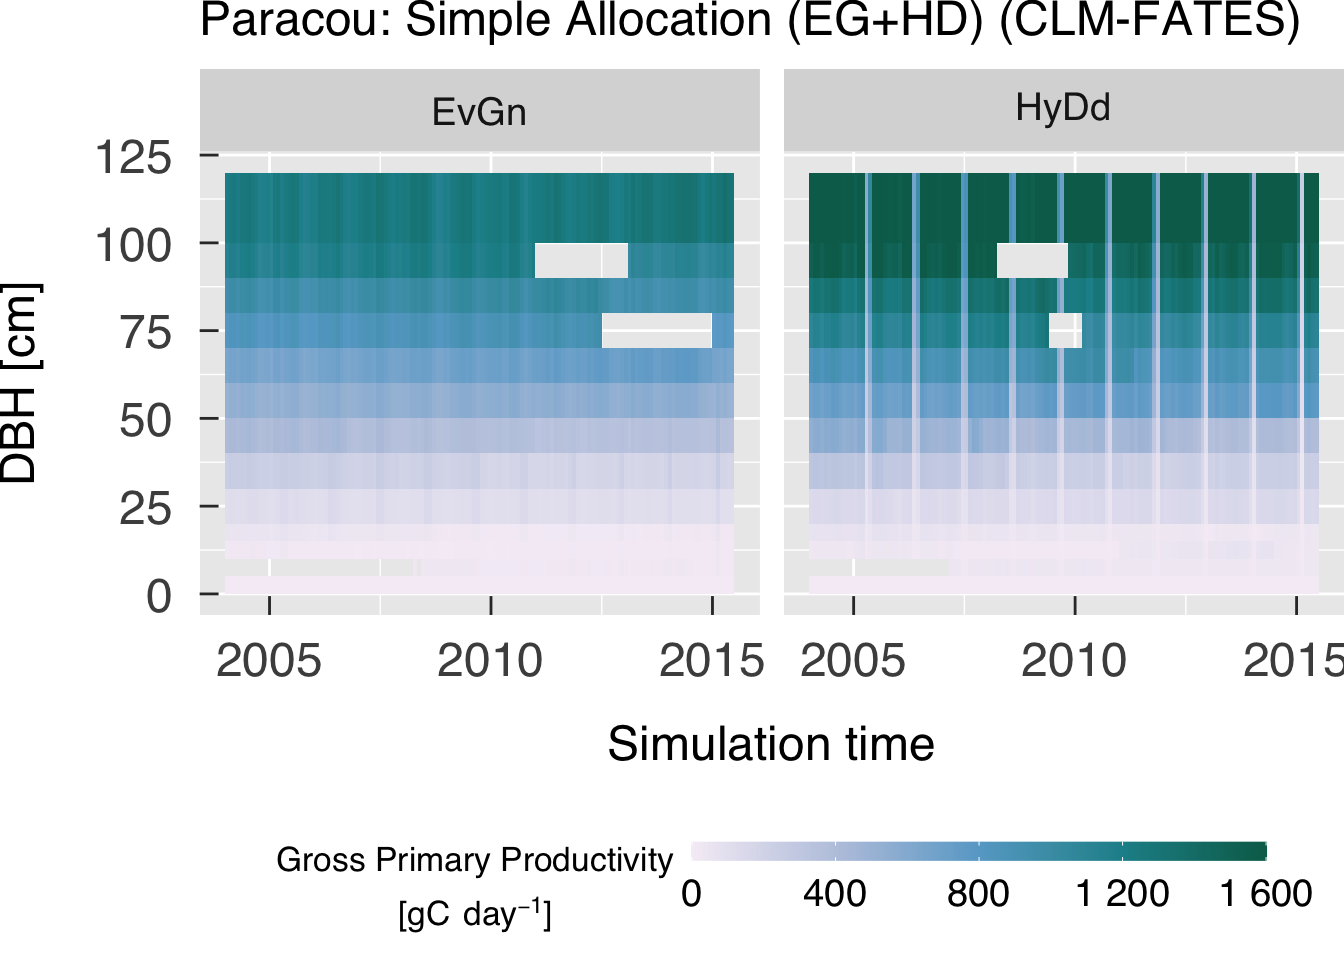 Paracou: Simple Allocation (EG+HD) (CLM-FATES)
EvGn
HyDd
DBH [cm]
125
100
75
50
25
0
2005 2010 2015
2005 2010 2015
Simulation time
Gross Primary Productivity
[gC day⁻¹]
0 400 800 1 200 1 600